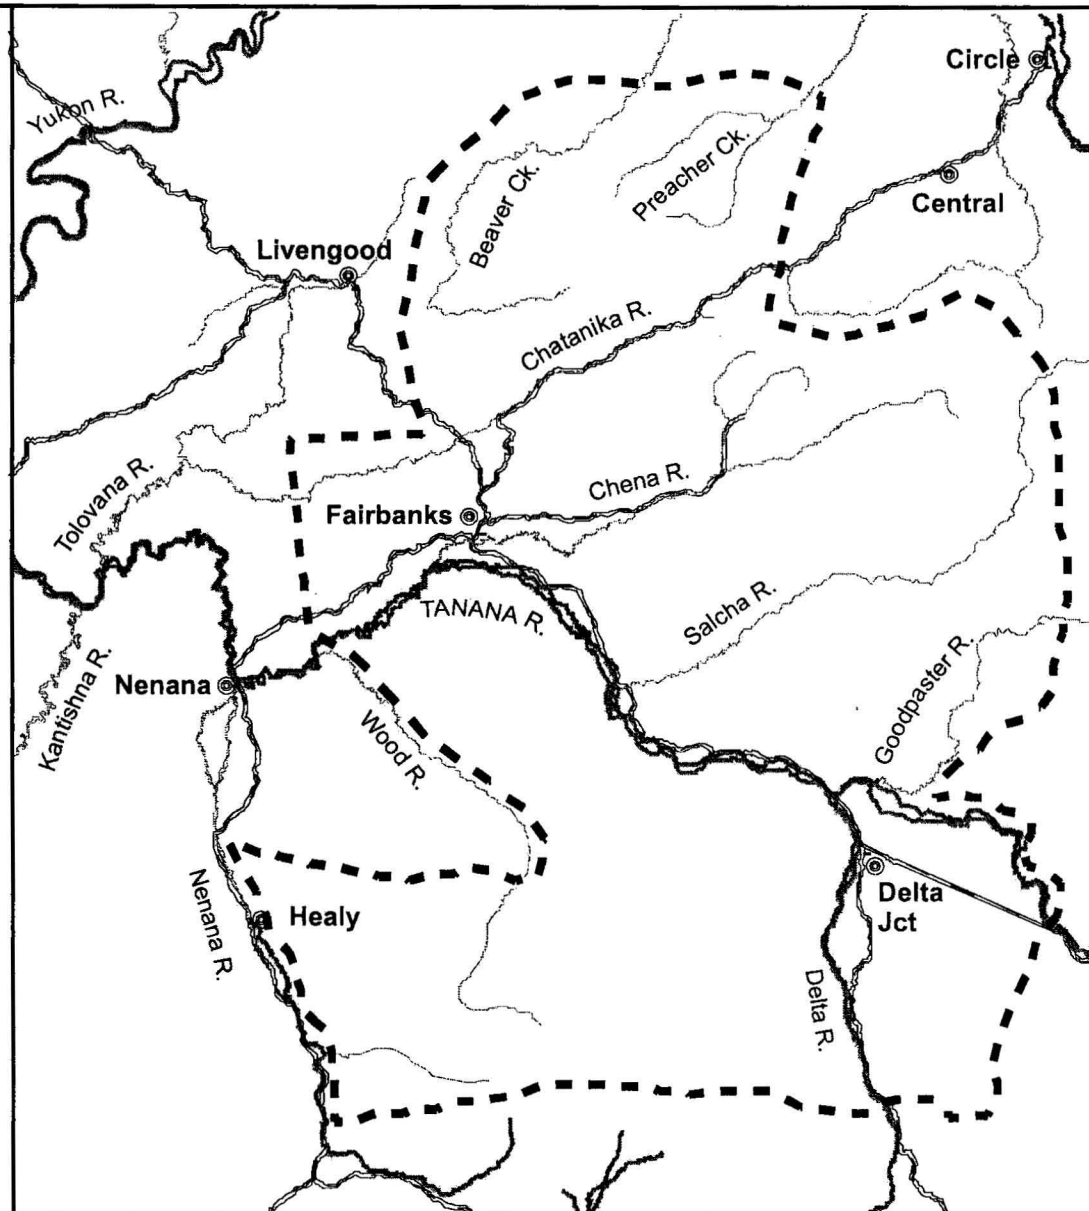 Circle
Yukon R.
Beaver Ck.
Preacher Ck.
Central
Livengood
Chatanika R.
Tolovana R.
Chena R.
Fairbanks
TANANA R.
Salcha R.
Kantishna R.
Nenana
Wood R.
Goodpaster R.
Nenana R.
Healy
Delta
Jct
Delta R.